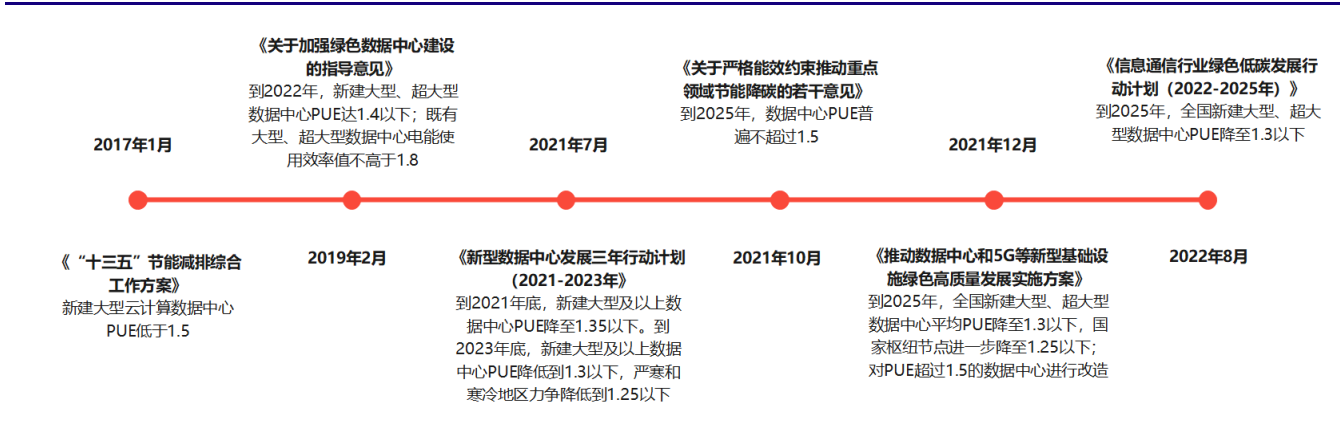 2017年1月
《“十三五”节能减排综合
工作方案》
新建大型云计算数据中心
PUE低于1.5
《关于加强绿色数据中心建设
的指导意见》
到2022年，新建大型、超大型
数据中心PUE达1.4以下；既有
大型、超大型数据中心电能使
用效率值不高于1.8
2019年2月
2021年7月
《新型数据中心发展三年行动计划
（2021-2023年》
到2021年底，新建大型及以上数
据中心PUE降至1.35以下。到
2023年底，新建大型及以上数据
中心PUE降低到1.3以下，严寒和
寒冷地区力争降低到1.25以下
《关于严格能效约束推动重点
领域节能降碳的若干意见》
到2025年，数据中心PUE普
遍不超过1.5
2021年10月
2021年12月
《推动数据中心和5G等新型基础设
施绿色高质量发展实施方案》
到2025年，全国新建大型、超大型
数据中心平均PUE降至1.3以下，国
家枢纽节点进一步降至1.25以下；
对PUE超过1.5的数据中心进行改造
《信息通信行业绿色低碳发展行
动计划（2022-2025年）》
到2025年，全国新建大型、超大
型数据中心PUE降至1.3以下
2022年8月